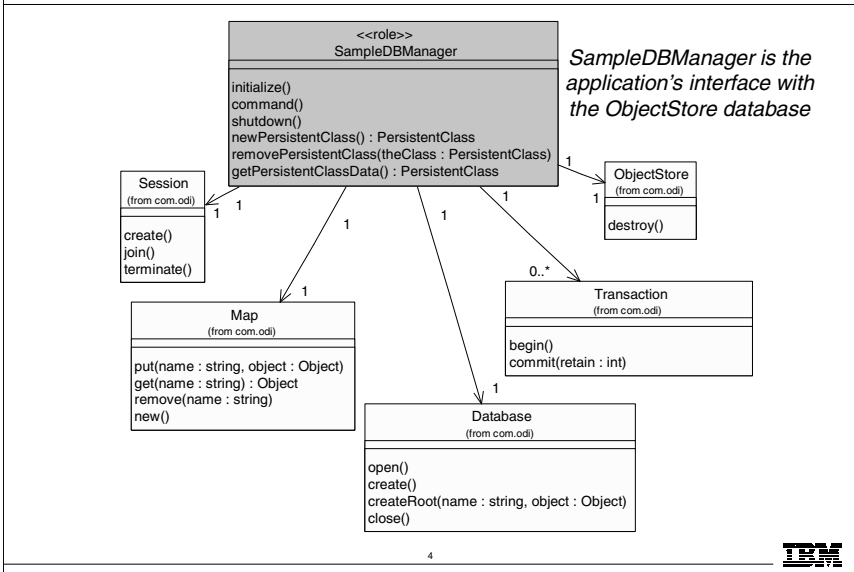 <<role>>
SampleDBManager
initialize()
command()
shutdown()
newPersistentClass() : PersistentClass
removePersistentClass(theClass : PersistentClass)
getPersistentClassData() : PersistentClass
SampleDBManager is the
application's interface with
the ObjectStore database
Session
(from com.odi)
create()
join()
terminate()
1
1
1
1
ObjectStore
(from com.odi)
destroy()
1
1
1
1
0..*
1
Map
(from com.odi)
put(name : string, object : Object)
get(name : string) : Object
remove(name : string)
new()
Transaction
(from com.odi)
begin()
commit(retain : int)
Database
(from com.odi)
open()
create()
createRoot(name : string, object : Object)
close()
4
IBM